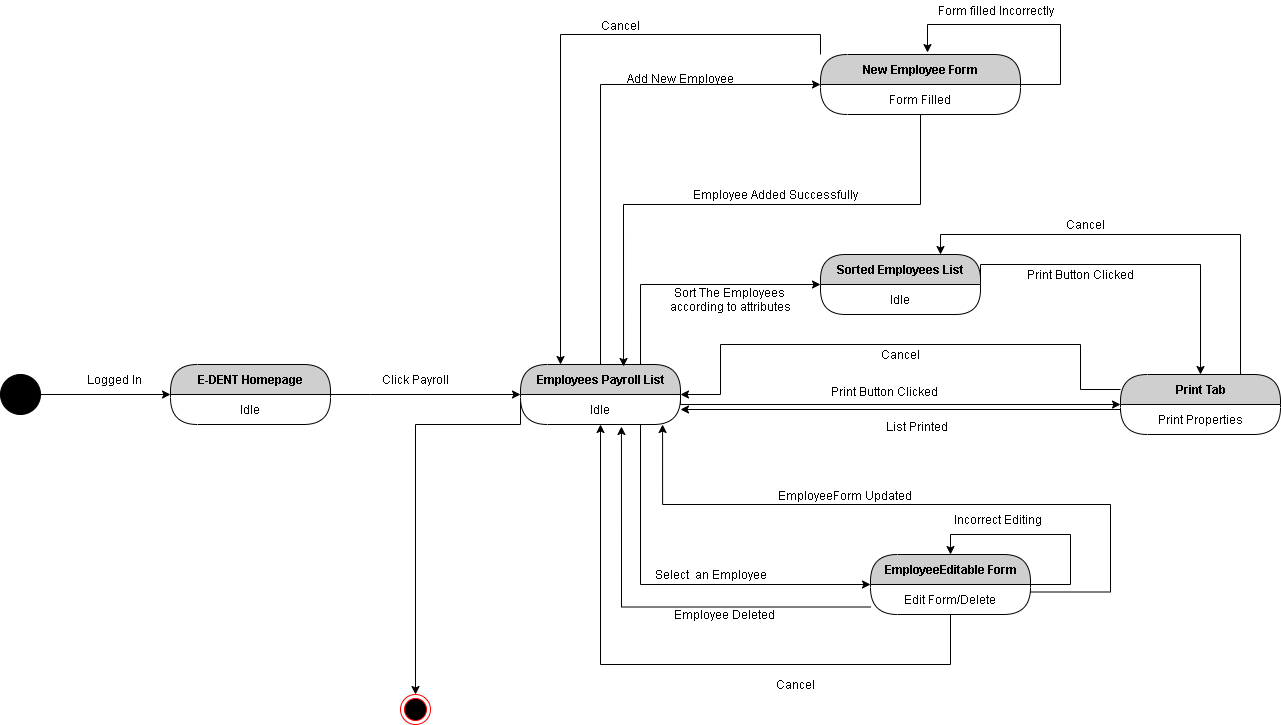 Form filled Incorrectly
Cancel
New Employee Form
Add New Employee
Form Filled
Employee Added Successfully
Cancel
Sorted Employees List
Print Button Clicked
Sort The Employees
according to attributes
Idle
Cancel
Logged In
E-DENT Homepage
Click Payroll
Employees Payroll List
Print Button Clicked
Print Tab
Idle
Idle
Print Properties
List Printed
EmployeeForm Updated
Incorrect Editing
Select an Employee
EmployeeEditable Form
Edit Form/Delete
Employee Deleted
Cancel